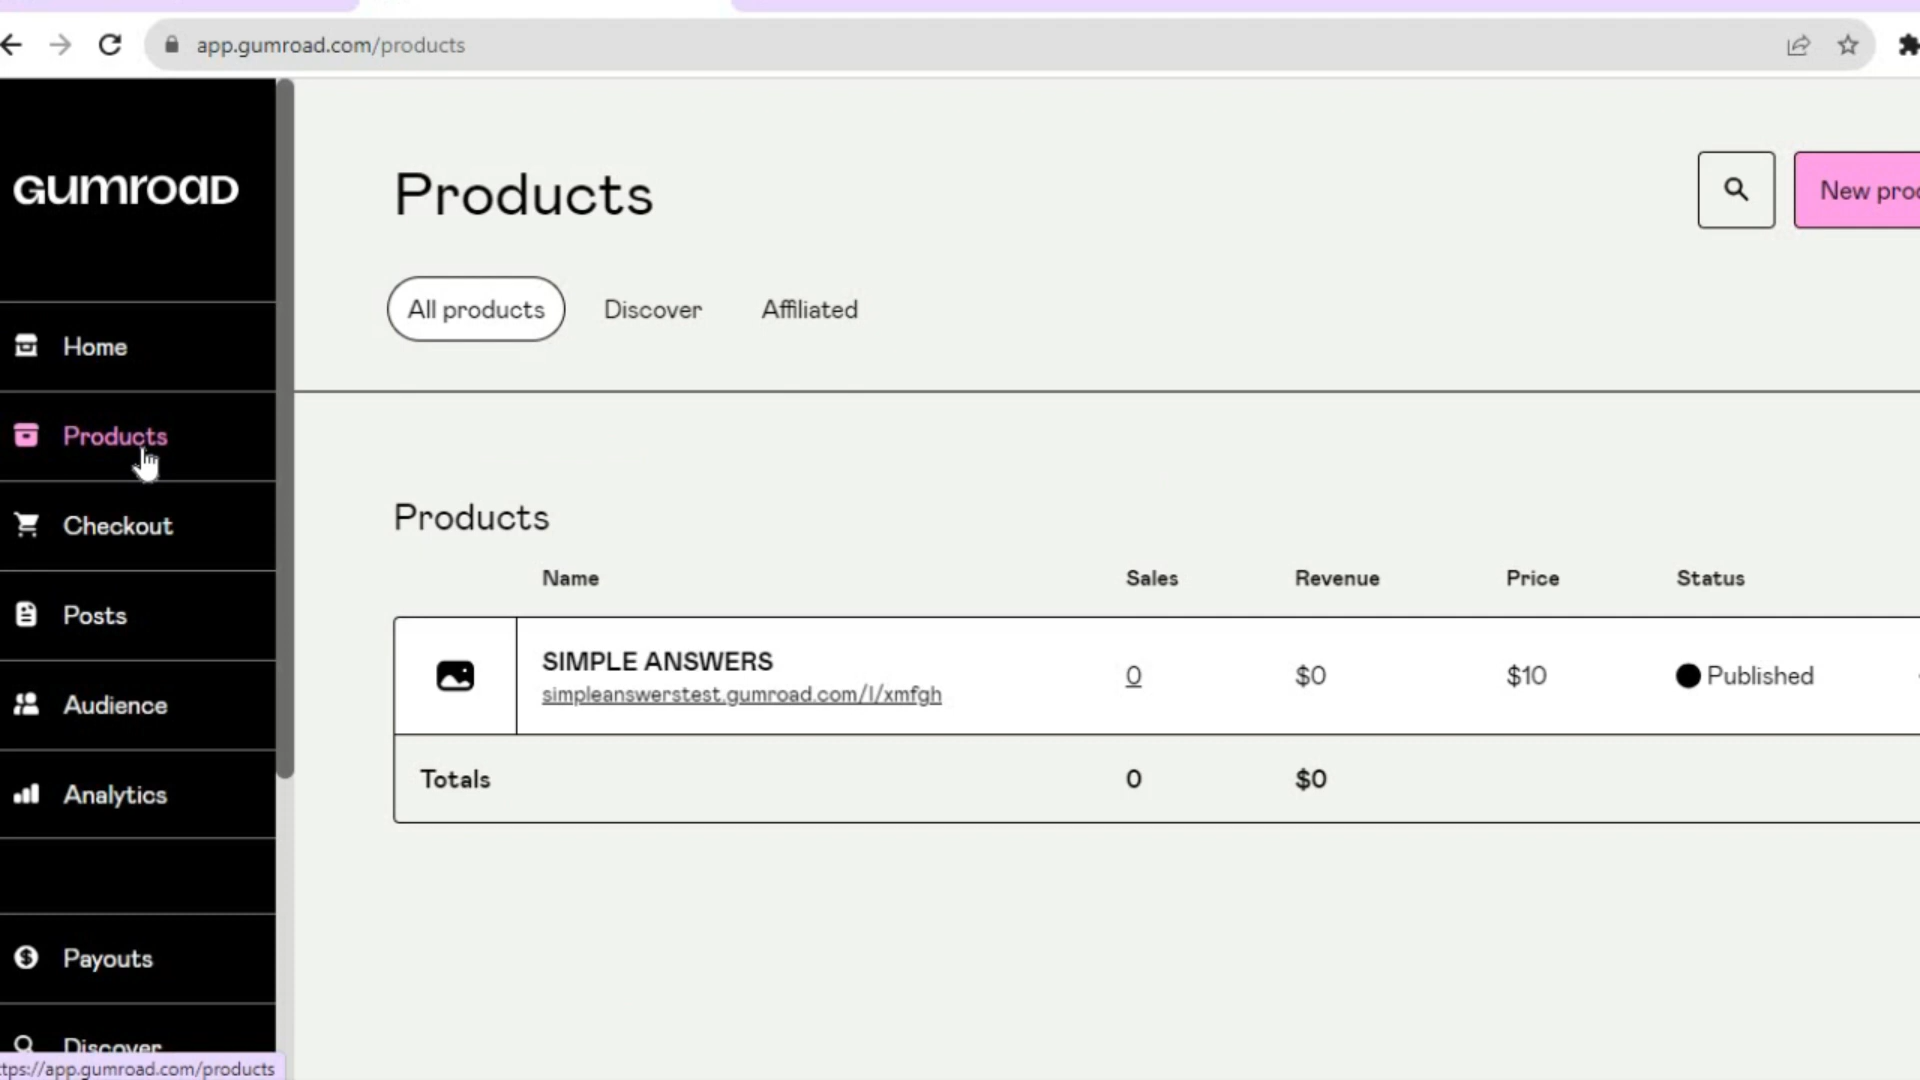 app.gumroad.com/products
GUMROAD
Home
Products
Checkout
Posts
Audience
Analytics
Payouts
Discover
tps://app.gumroad.com/products
Products
New proc
All products Discover Affiliated
Products
Name Sales Revenue Price Status
SIMPLE ANSWERS
simpleanswerstest.gumroad.com/l/xmfgh
0 $0 $10 Published
Totals 0 $0